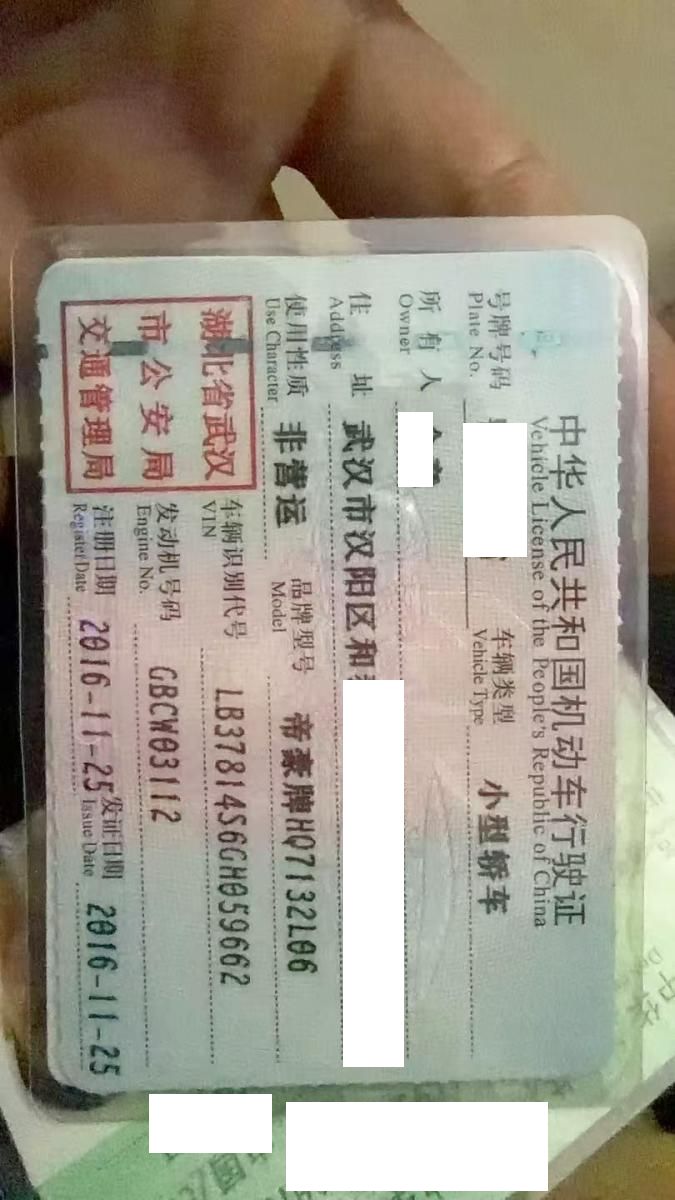 中华人民共和国机动车行驶证
Vehicle License of the People's Republic of China
号牌号码 车辆类型 小型轿车
Plate No. Vehicle Type
所有人
Owner
住址 武汉市汉阳区和
Address
使用性质 非营运 品牌型号 帝豪牌HQ7132L06
Use Character Model
湖北省武汉
市公安局
交通管理局
车辆识别代号 LB37814S6GH059662
VIN
发动机号码 GBCW03112
Engine No.
注册日期 2016-11-25 发证日期 2016-11-25
Register Date Issue Date